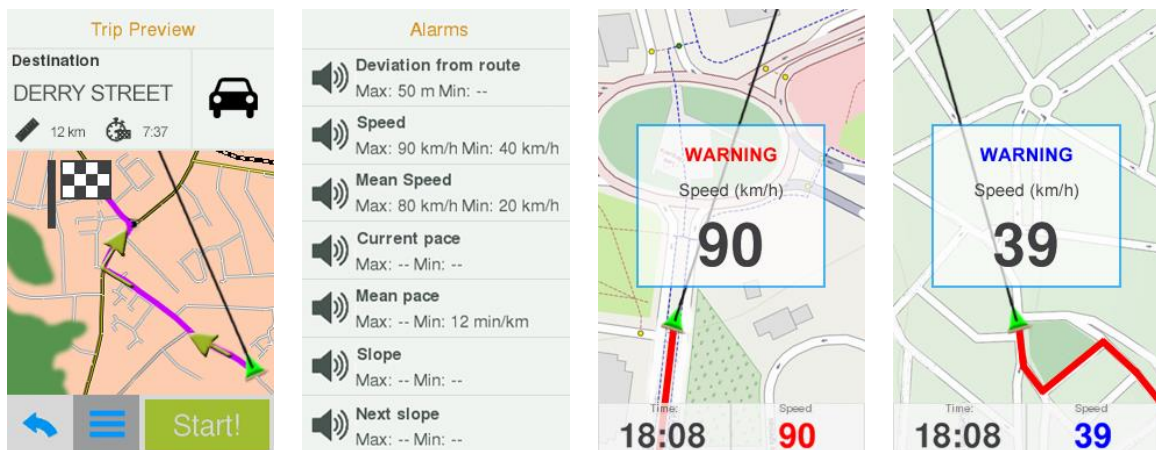 Trip Preview
Destination
DERRY STREET
12 km 7:37
Start!
Alarms
Deviation from route
Max: 50 m Min: --
Speed
Max: 90 km/h Min: 40 km/h
Mean Speed
Max: 80 km/h Min: 20 km/h
Current pace
Max: -- Min: --
Mean pace
Max: -- Min: 12 min/km
Slope
Max: -- Min: --
Next slope
Max: -- Min: --
WARNING
Speed (km/h)
90
Time: Speed
18:08 90
WARNING
Speed (km/h)
39
Time: Speed
18:08 39